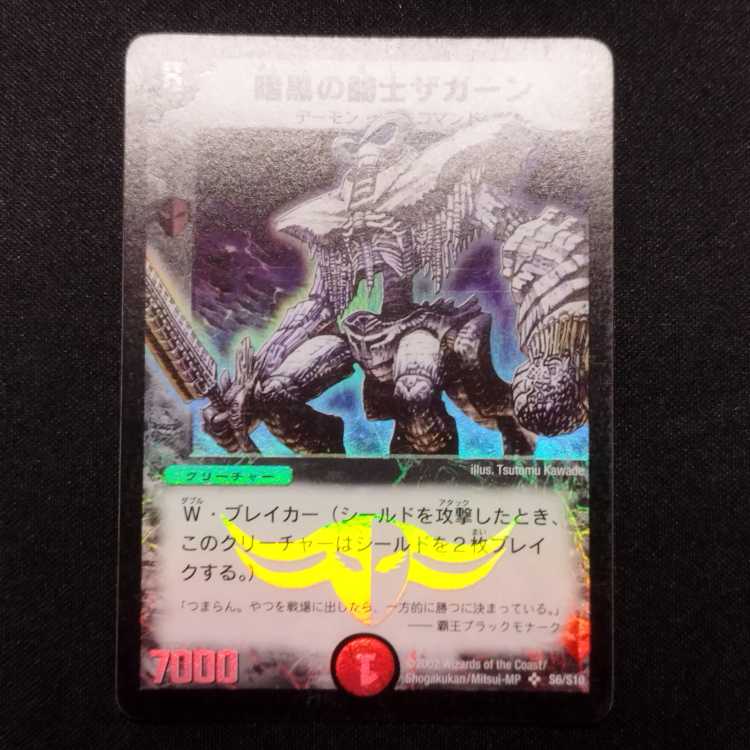 暗黒の騎士ザガーン
デーモン・コマンド
クリーチャー
illus. Tsutomu Kawade
W・ブレイカー（シールドを攻撃したとき、
ダブル アタック
このクリーチャーはシールドを2枚ブレイ
まい
クする。）
「つまらん。やつを戦場に出したら、一方的に勝つに決まっている。」
――覇王ブラックモナーク
7000
1
©2002 Wizards of the Coast/
Shogakukan/Mitsui-MP S6/S10